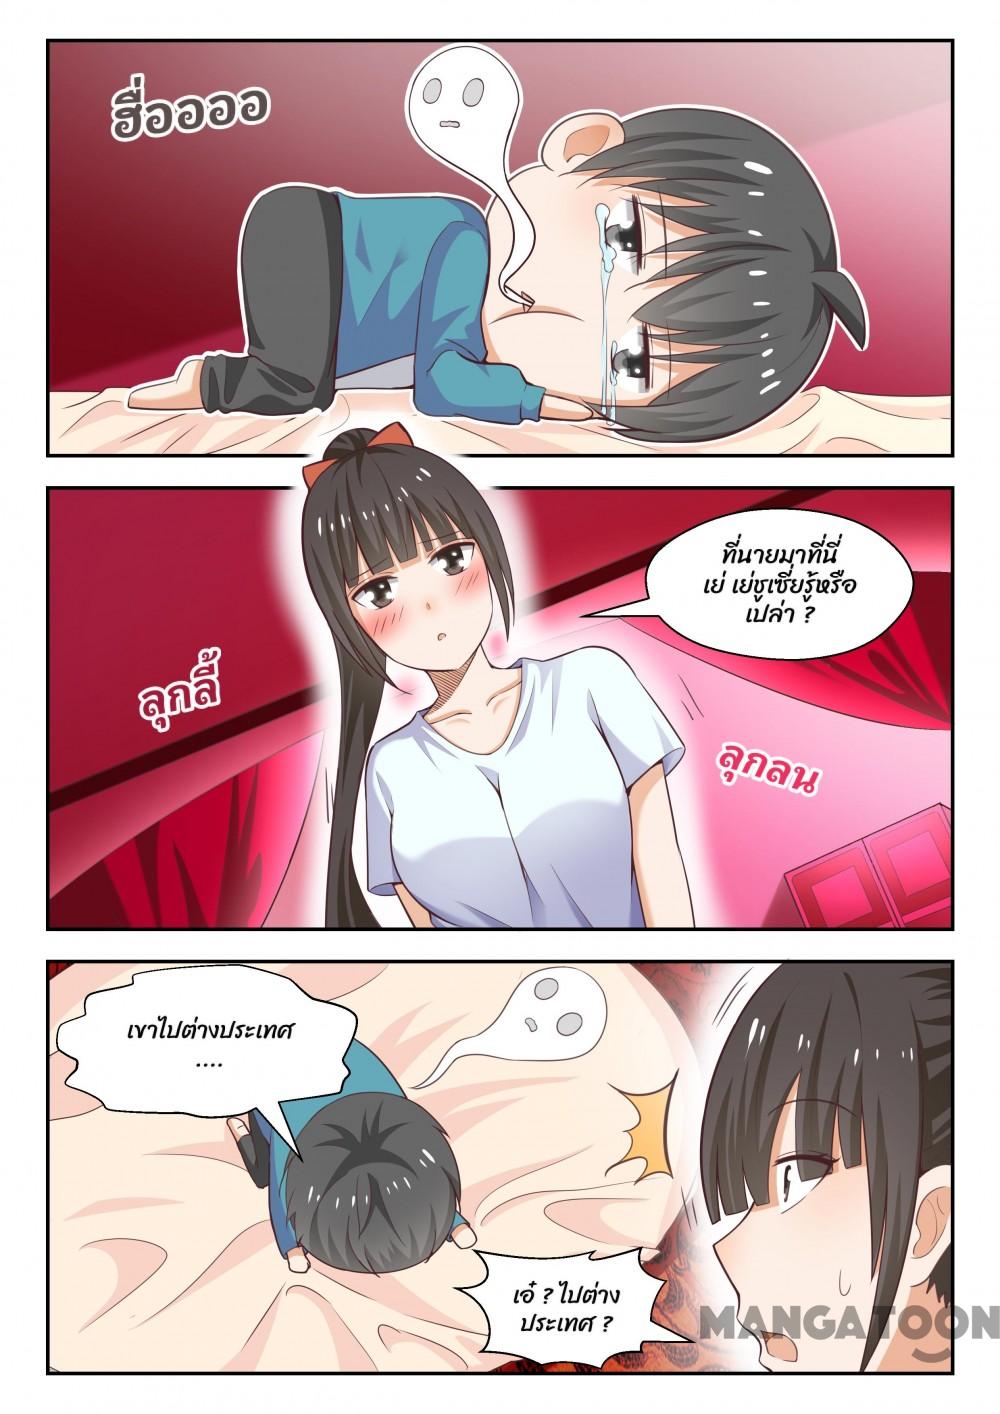 ฮื่ออออ
ที่นายมาที่นี่
เย่ เย่ชูเซี่ยรู้หรือ
เปล่า ?
ลุกลี้
ลุกลน
เขาไปต่างประเทศ
....
เอ๋ ? ไปต่าง
ประเทศ ?
MANGATOON